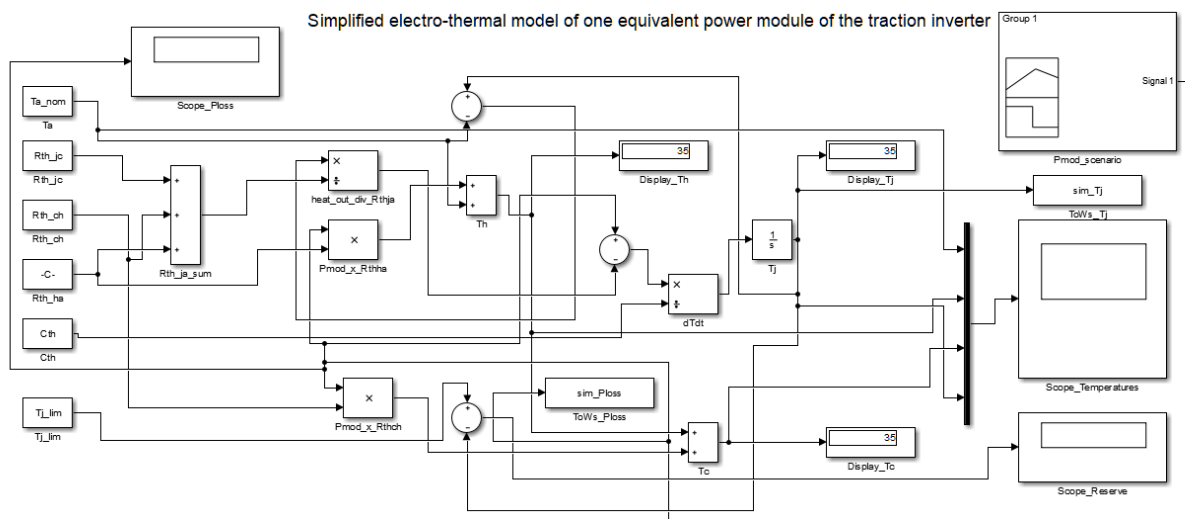 Simplified electro-thermal model of one equivalent power module of the traction inverter
Group 1
Signal 1
Pmod_scenario
Scope_Ploss
Ta_nom
Ta
+
-
Rth_jc
Rth_jc
Rth_ch
Rth_ch
-C-
Rth_ha
Cth
Cth
Tj_lim
Tj_lim
+
+
+
Rth_ja_sum
×
÷
heat_out_div_Rthja
×
Pmod_x_Rthha
+
+
Th
35
Display_Th
35
Display_Tj
sim_Tj
ToWs_Tj
+
-
×
÷
dTdt
1
s
Tj
Scope_Temperatures
×
Pmod_x_Rthch
+
-
sim_Ploss
ToWs_Ploss
+
+
Tc
35
Display_Tc
Scope_Reserve